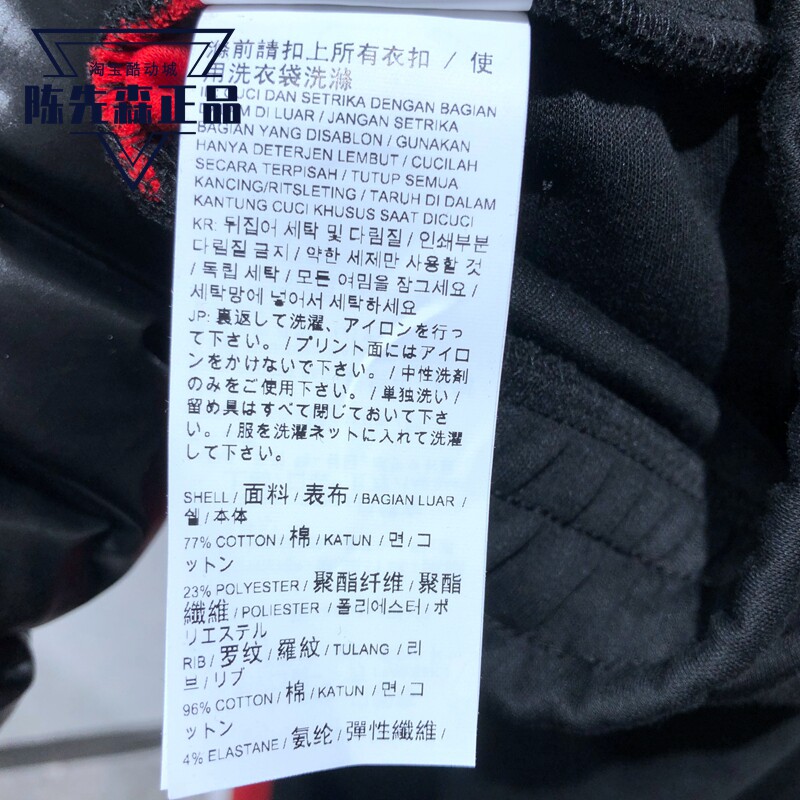 淘宝酷动城
陈先森正品
滌前請扣上所有衣扣 / 使
用洗衣袋洗滌
CUCI DAN SETRIKA DENGAN BAGIAN
DI LUAR / JANGAN SETRIKA
BAGIAN YANG DISABLON / GUNAKAN
HANYA DETERJEN LEMBUT / CUCILAH
SECARA TERPISAH / TUTUP SEMUA
KANCING/RITSLETING / TARUH DI DALAM
KANTUNG CUCI KHUSUS SAAT DICUCI
KR: 뒤집어 세탁 및 다림질 / 인쇄부분
다림질 금지 / 약한 세제만 사용할 것
/ 독립 세탁 / 모든 여밈을 잠그세요 /
세탁망에 넣어서 세탁하세요
JP: 裏返して洗濯、アイロンを行っ
て下さい。 / プリント面にはアイロ
ンをかけないで下さい。 / 中性洗剤
のみをご使用下さい。 / 単独洗い /
留め具はすべて閉じておいて下さ
い。 / 服を洗濯ネットに入れて洗濯
して下さい。
SHELL / 面料 / 表布 / BAGIAN LUAR /
쉘 / 本体
77% COTTON / 棉 / KATUN / 면 / コ
ットン
23% POLYESTER / 聚酯纤维 / 聚酯
纖維 / POLIESTER / 폴리에스터 / ポ
リエステル
RIB / 罗纹 / 羅紋 / TULANG / 리
브 / リブ
96% COTTON / 棉 / KATUN / 면 / コ
ットン
4% ELASTANE / 氨纶 / 彈性纖維 /